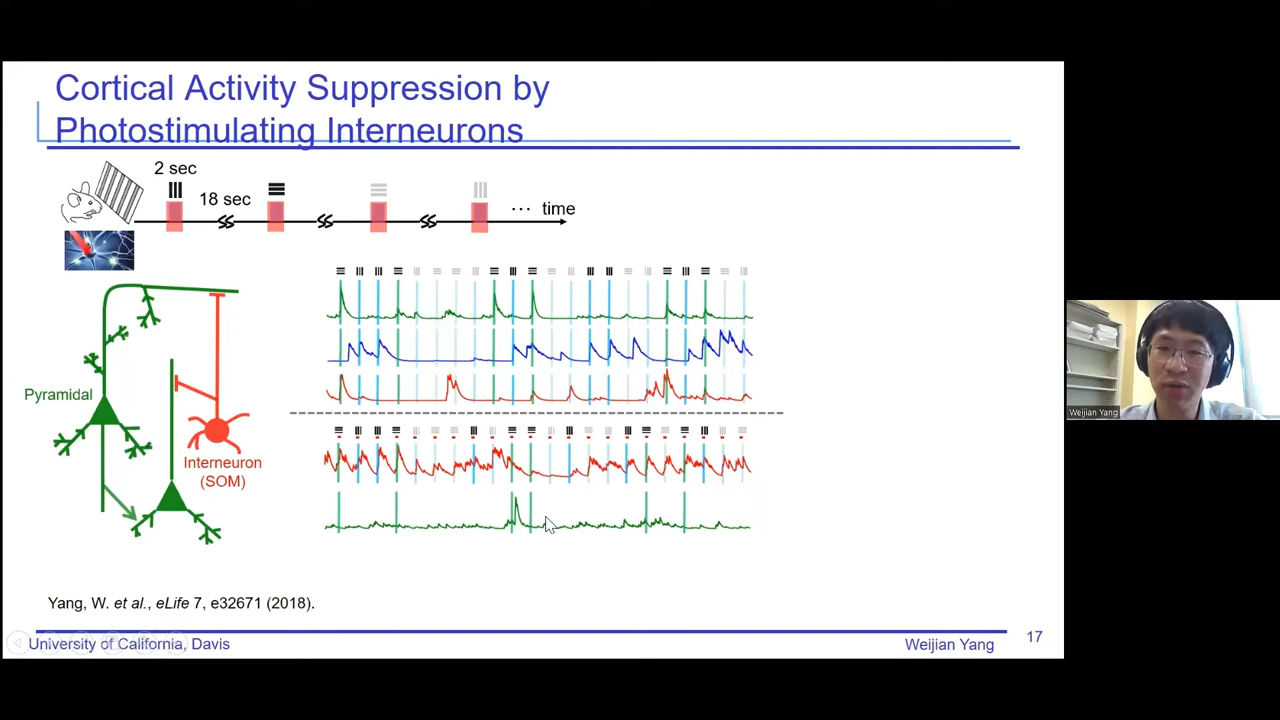 Cortical Activity Suppression by
Photostimulating Interneurons
2 sec
18 sec
··· time
Pyramidal
Interneuron
(SOM)
Weijian Yang
Yang, W. et al., eLife 7, e32671 (2018).
University of California, Davis
Weijian Yang
17